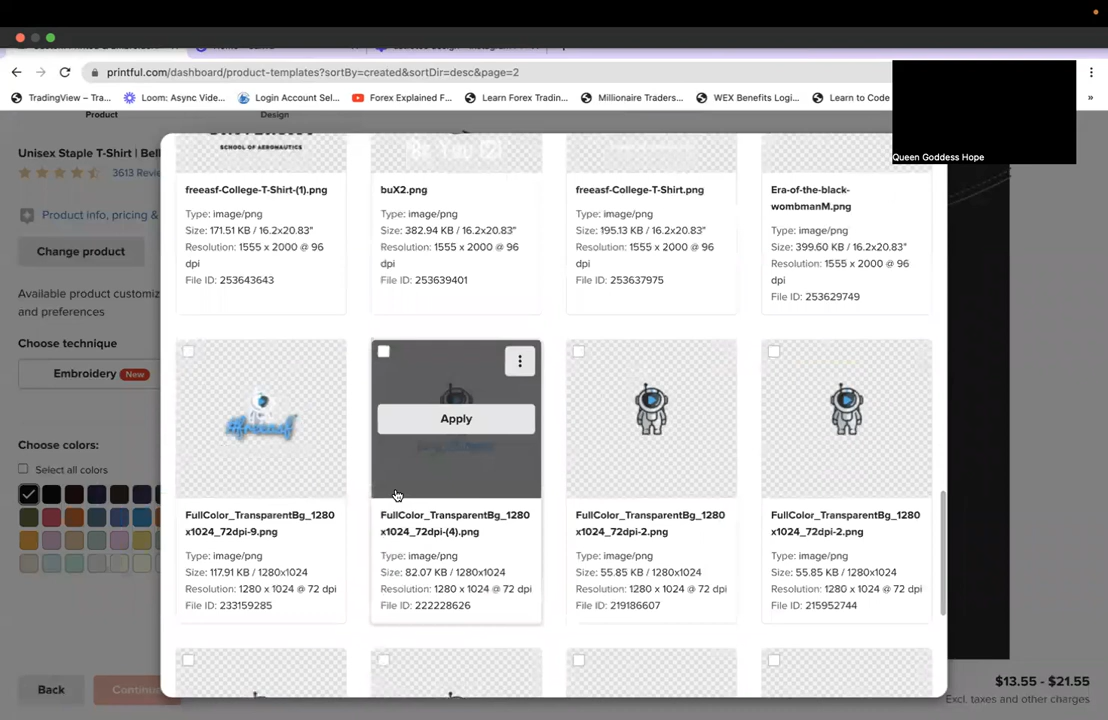 printful.com/dashboard/product-templates?sortBy=created&sortDir=desc&page=2
TradingView – Tra...
Loom: Async Vide...
Login Account Sel...
Forex Explained F...
Learn Forex Tradin...
Millionaire Traders...
WEX Benefits Logi...
Learn to Code
»
Queen Goddess Hope
Product
Design
Unisex Staple T-Shirt | Bell
3613 Revie
Product info, pricing &
Change product
Available product customiz
and preferences
Choose technique
Embroidery New
Choose colors:
Select all colors
Back
Continu
SCHOOL OF AERONAUTICS
Be You
freeasf-College-T-Shirt-(1).png
Type: image/png
Size: 171.51 KB / 16.2x20.83"
Resolution: 1555 x 2000 @ 96
dpi
File ID: 253643643
buX2.png
Type: image/png
Size: 382.94 KB / 16.2x20.83"
Resolution: 1555 x 2000 @ 96
dpi
File ID: 253639401
freeasf-College-T-Shirt.png
Type: image/png
Size: 195.13 KB / 16.2x20.83"
Resolution: 1555 x 2000 @ 96
dpi
File ID: 253637975
Era-of-the-black-
wombmanM.png
Type: image/png
Size: 399.60 KB / 16.2x20.83"
Resolution: 1555 x 2000 @ 96
dpi
File ID: 253629749
#freeasf
FullColor_TransparentBg_1280
x1024_72dpi-9.png
Type: image/png
Size: 117.91 KB / 1280x1024
Resolution: 1280 x 1024 @ 72 dpi
File ID: 233159285
Apply
FullColor_TransparentBg_1280
x1024_72dpi-(4).png
Type: image/png
Size: 82.07 KB / 1280x1024
Resolution: 1280 x 1024 @ 72 dpi
File ID: 222228626
FullColor_TransparentBg_1280
x1024_72dpi-2.png
Type: image/png
Size: 55.85 KB / 1280x1024
Resolution: 1280 x 1024 @ 72 dpi
File ID: 219186607
FullColor_TransparentBg_1280
x1024_72dpi-2.png
Type: image/png
Size: 55.85 KB / 1280x1024
Resolution: 1280 x 1024 @ 72 dpi
File ID: 215952744
$13.55 - $21.55
Excl. taxes and other charges